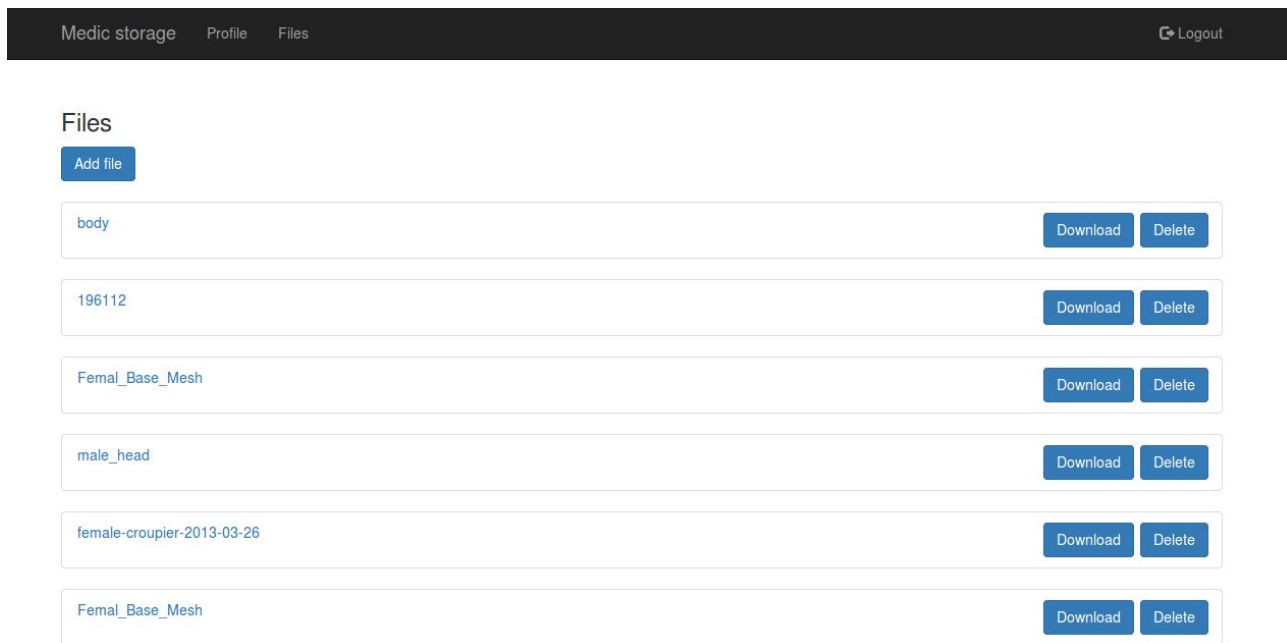 Medic storage Profile Files Logout
Files
Add file
body Download Delete
196112 Download Delete
Femal_Base_Mesh Download Delete
male_head Download Delete
female-croupier-2013-03-26 Download Delete
Femal_Base_Mesh Download Delete